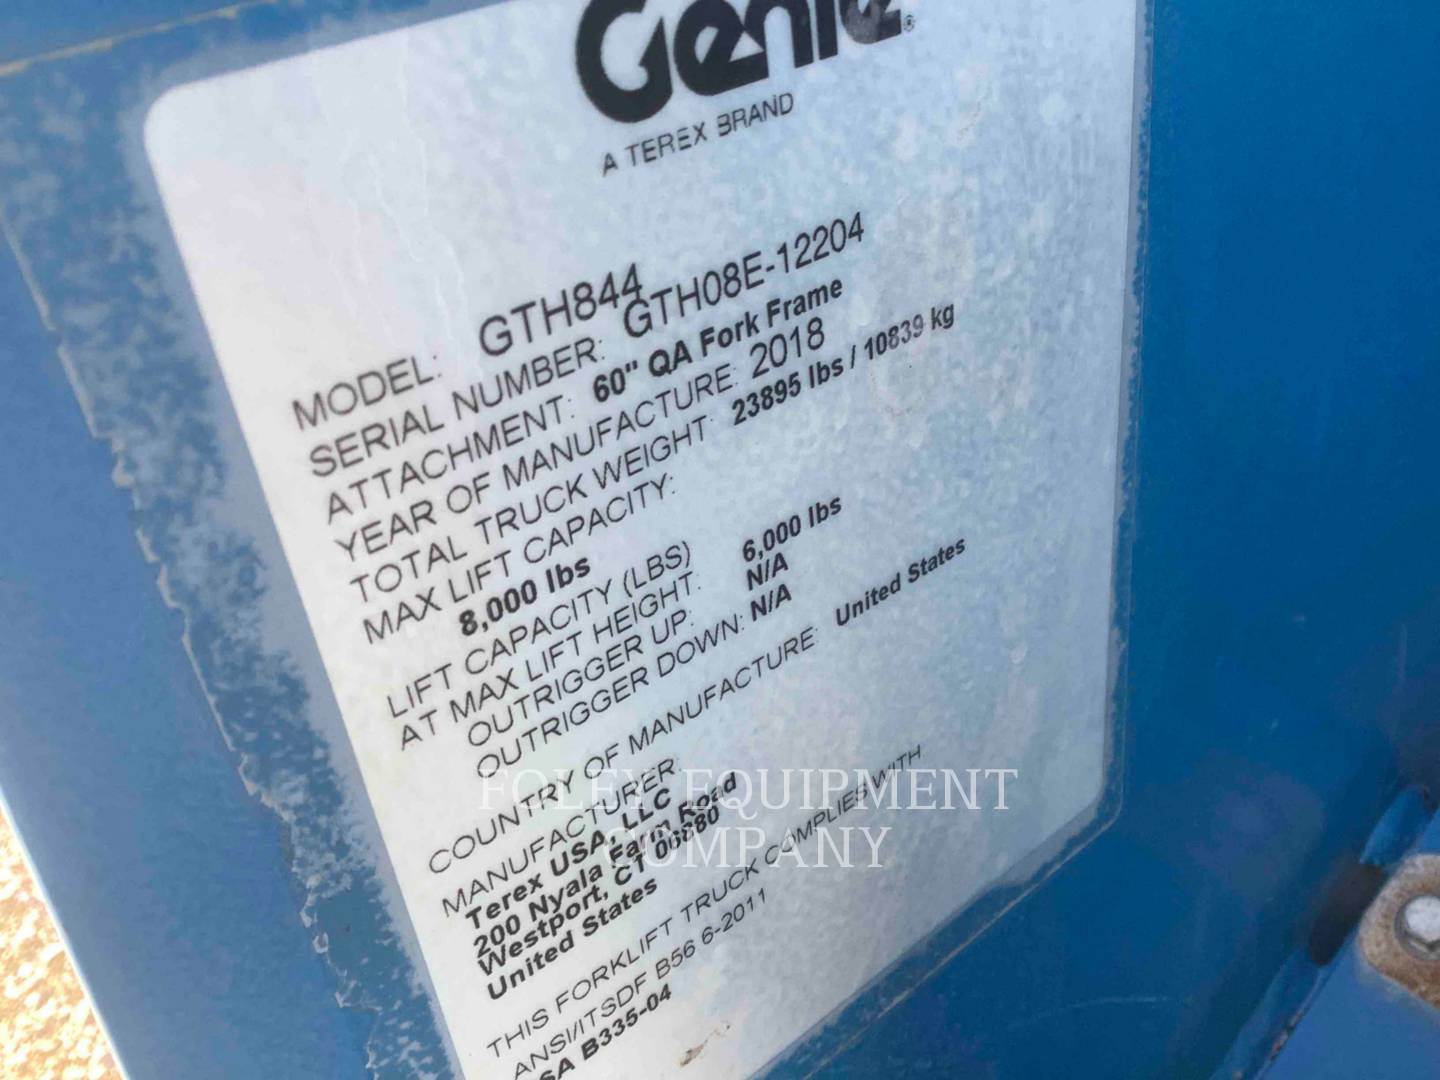 Genie®
A TEREX BRAND
MODEL: GTH844
SERIAL NUMBER: GTH08E-12204
ATTACHMENT: 60" QA Fork Frame
YEAR OF MANUFACTURE: 2018
TOTAL TRUCK WEIGHT: 23895 lbs / 10839 kg
MAX LIFT CAPACITY:
8,000 lbs
LIFT CAPACITY (LBS)
AT MAX LIFT HEIGHT: 6,000 lbs
OUTRIGGER UP: N/A
OUTRIGGER DOWN: N/A
COUNTRY OF MANUFACTURE: United States
MANUFACTURER:
Terex USA, LLC
200 Nyala Farm Road
Westport, CT 06880
United States
THIS FORKLIFT TRUCK COMPLIES WITH
ANSI/ITSDF B56 6-2011
B335-04
FOLEY EQUIPMENT
COMPANY